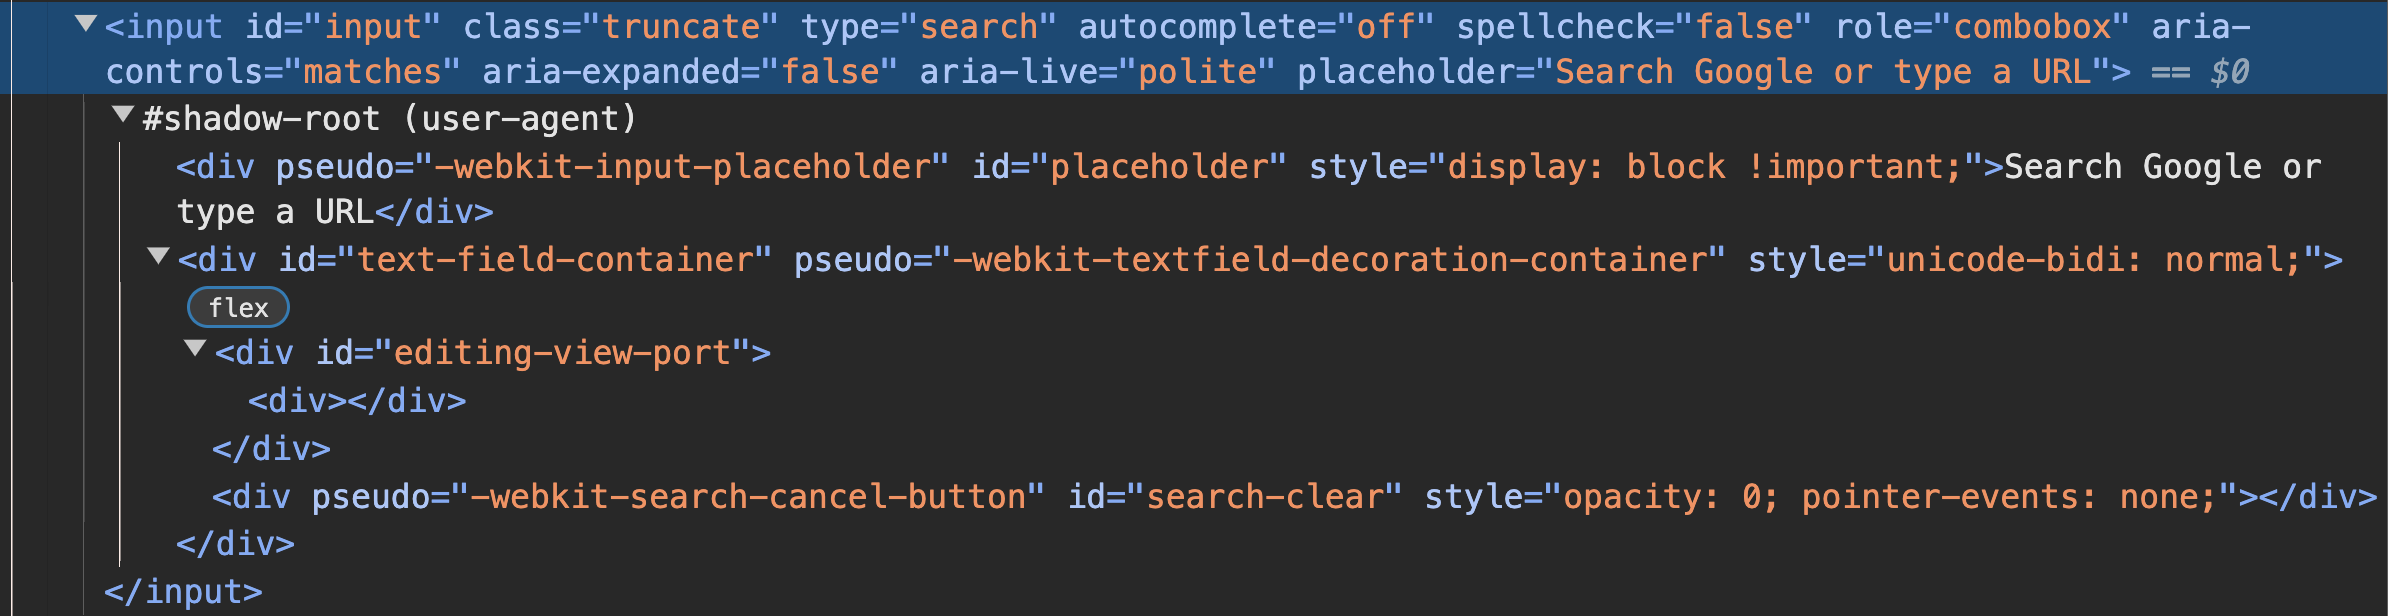 <input id="input" class="truncate" type="search" autocomplete="off" spellcheck="false" role="combobox" aria-
controls="matches" aria-expanded="false" aria-live="polite" placeholder="Search Google or type a URL"> == $0
#shadow-root (user-agent)
<div pseudo="-webkit-input-placeholder" id="placeholder" style="display: block !important;">Search Google or
type a URL</div>
<div id="text-field-container" pseudo="-webkit-textfield-decoration-container" style="unicode-bidi: normal;">
flex
<div id="editing-view-port">
<div></div>
</div>
<div pseudo="-webkit-search-cancel-button" id="search-clear" style="opacity: 0; pointer-events: none;"></div>
</div>
</input>